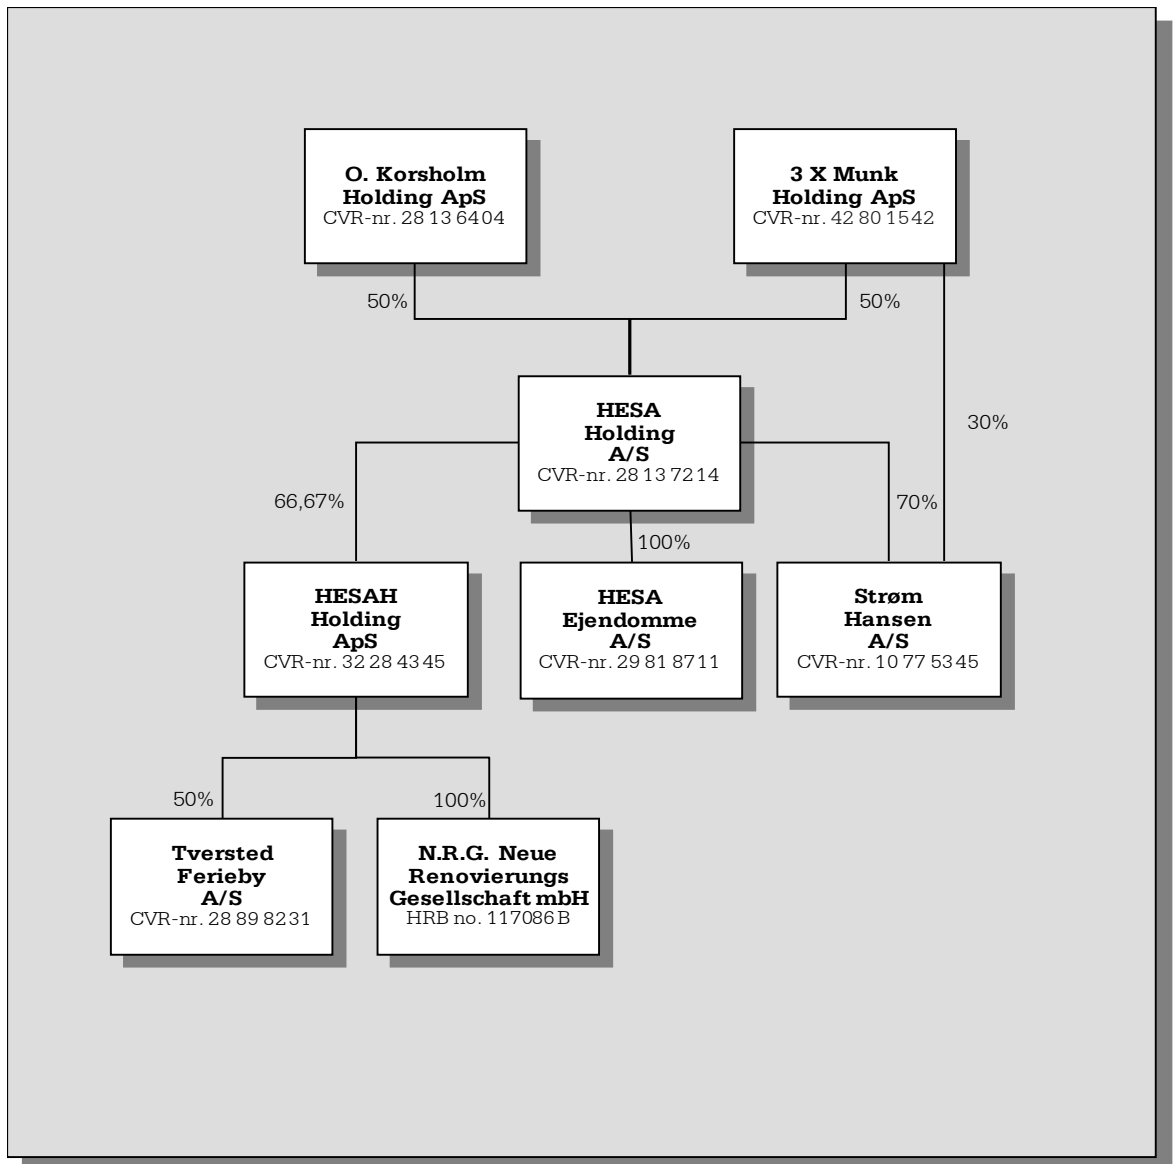 O. Korsholm
Holding ApS
CVR-nr. 28 13 64 04
3 X Munk
Holding ApS
CVR-nr. 42 80 15 42
50%
50%
HESA
Holding
A/S
CVR-nr. 28 13 72 14
30%
66,67%
70%
100%
HESAH
Holding
ApS
CVR-nr. 32 28 43 45
HESA
Ejendomme
A/S
CVR-nr. 29 81 87 11
Strøm
Hansen
A/S
CVR-nr. 10 77 53 45
50%
100%
Tversted
Ferieby
A/S
CVR-nr. 28 89 82 31
N.R.G. Neue
Renovierungs
Gesellschaft mbH
HRB no. 117086 B